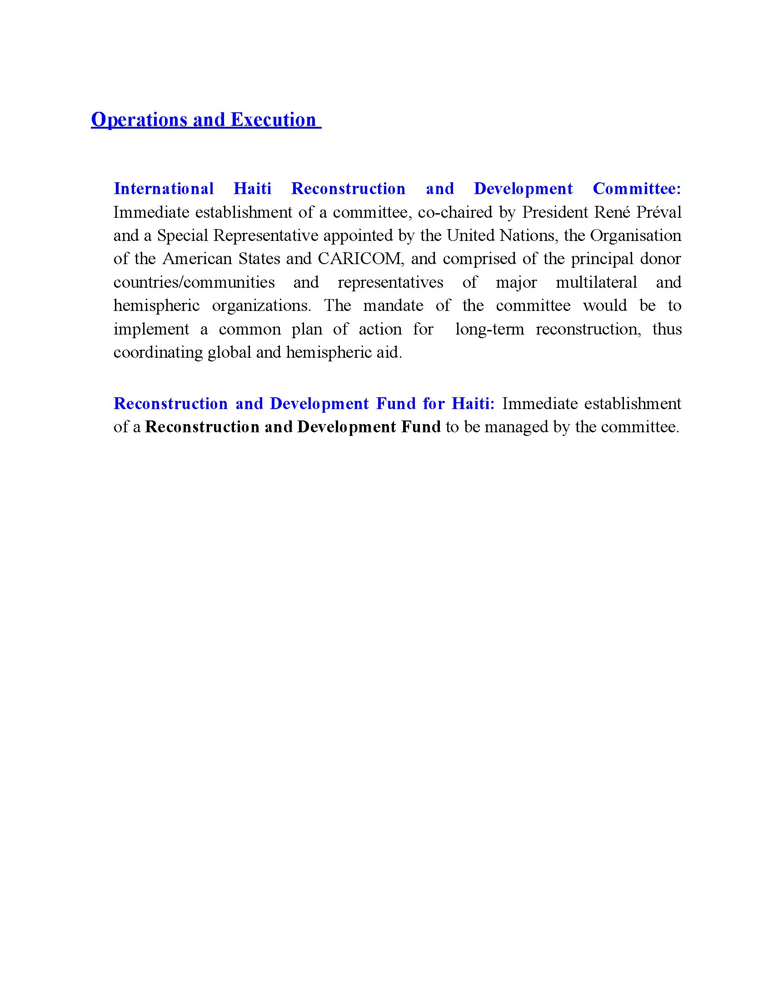 Operations and Execution
International Haiti Reconstruction and Development Committee:
Immediate establishment of a committee, co-chaired by President René Préval
and a Special Representative appointed by the United Nations, the Organisation
of the American States and CARICOM, and comprised of the principal donor
countries/communities and representatives of major multilateral and
hemispheric organizations. The mandate of the committee would be to
implement a common plan of action for long-term reconstruction, thus
coordinating global and hemispheric aid.
Reconstruction and Development Fund for Haiti: Immediate establishment
of a Reconstruction and Development Fund to be managed by the committee.